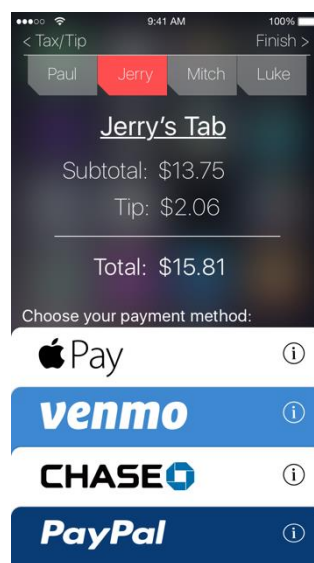 9:41 AM 100%
< Tax/Tip Finish >
Paul Jerry Mitch Luke
Jerry's Tab
Subtotal: $13.75
Tip: $2.06
Total: $15.81
Choose your payment method:
Pay
venmo
CHASE
PayPal